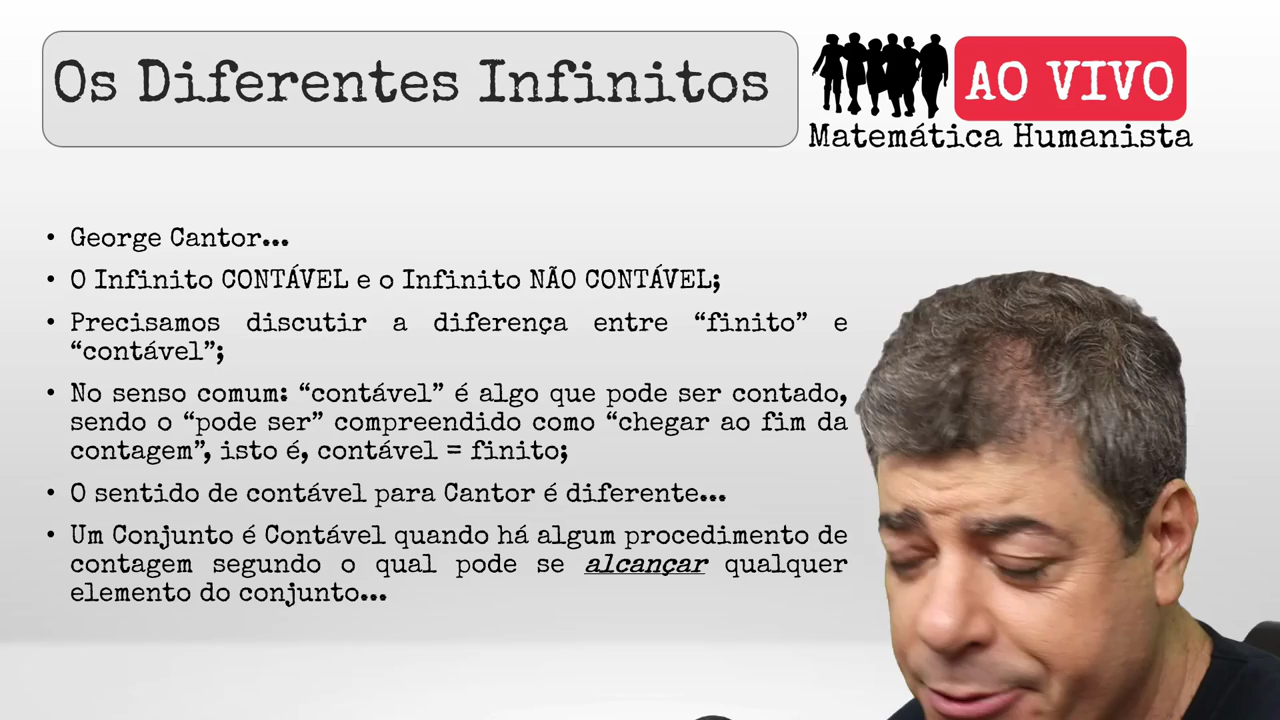 Os Diferentes Infinitos
AO VIVO
Matemática Humanista
• George Cantor...
• O Infinito CONTÁVEL e o Infinito NÃO CONTÁVEL;
• Precisamos discutir a diferença entre “finito” e
“contável”;
• No senso comum: “contável” é algo que pode ser contado,
sendo o “pode ser” compreendido como “chegar ao fim da
contagem”, isto é, contável = finito;
• O sentido de contável para Cantor é diferente...
• Um Conjunto é Contável quando há algum procedimento de
contagem segundo o qual pode se alcançar qualquer
elemento do conjunto...